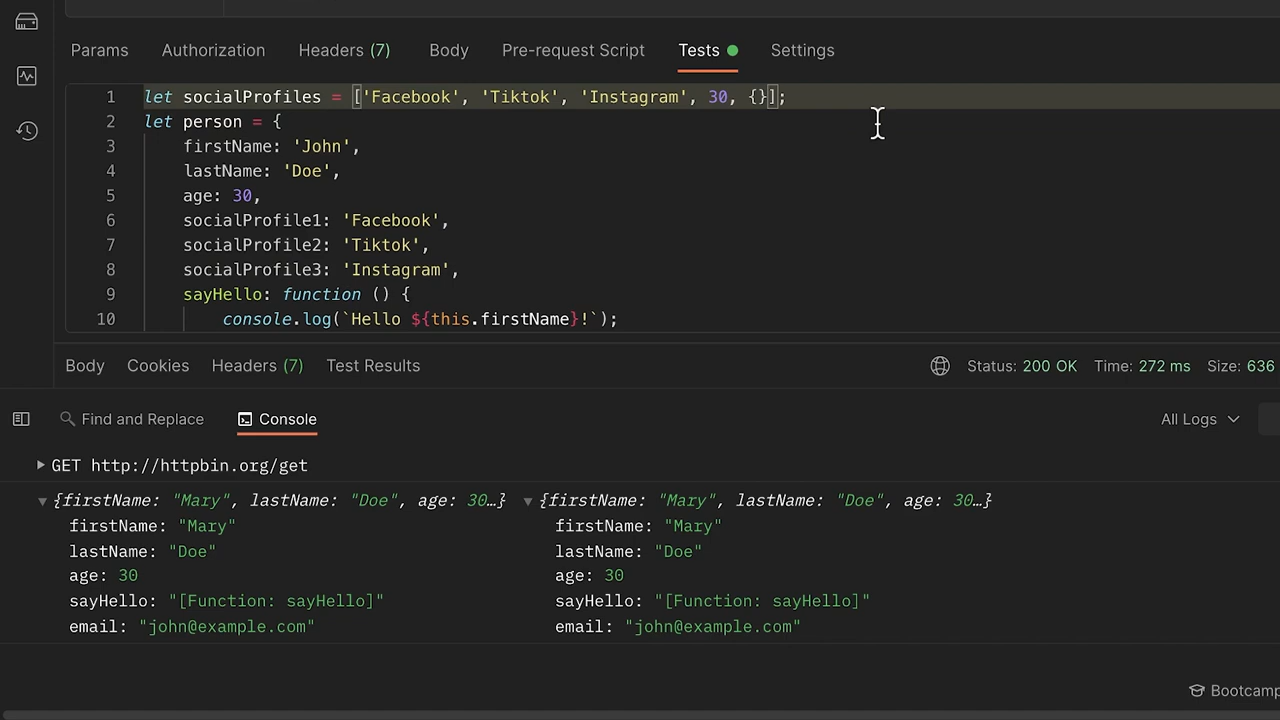 Params Authorization Headers (7) Body Pre-request Script Tests Settings
1 let socialProfiles = ['Facebook', 'Tiktok', 'Instagram', 30, {}];
2 let person = {
3 firstName: 'John',
4 lastName: 'Doe',
5 age: 30,
6 socialProfile1: 'Facebook',
7 socialProfile2: 'Tiktok',
8 socialProfile3: 'Instagram',
9 sayHello: function () {
10 console.log(`Hello ${this.firstName}!`);
Body Cookies Headers (7) Test Results Status: 200 OK Time: 272 ms Size: 636
Find and Replace Console All Logs
GET http://httpbin.org/get
{firstName: "Mary", lastName: "Doe", age: 30…} {firstName: "Mary", lastName: "Doe", age: 30…}
firstName: "Mary" firstName: "Mary"
lastName: "Doe" lastName: "Doe"
age: 30 age: 30
sayHello: "[Function: sayHello]" sayHello: "[Function: sayHello]"
email: "john@example.com" email: "john@example.com"
Bootcamp